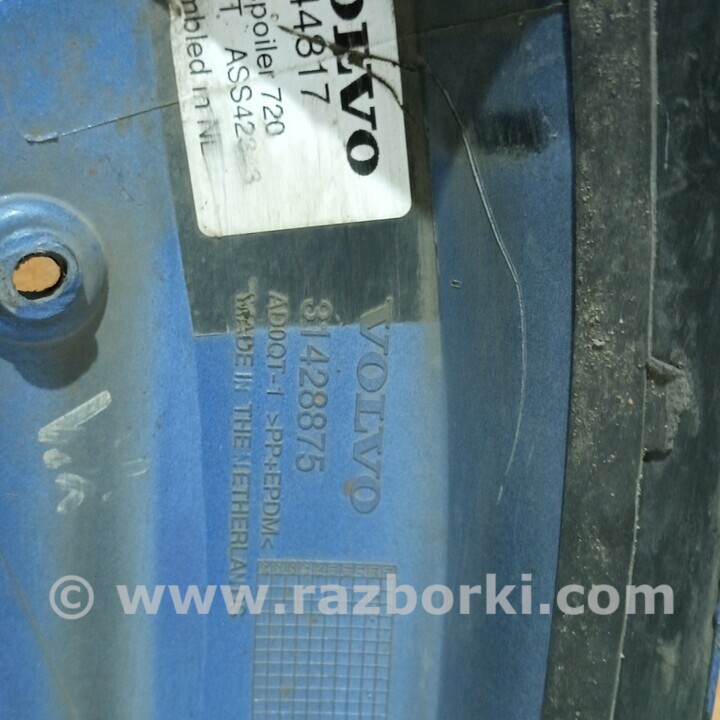 VOLVO
44817
spoiler 720
ASS42
mbled in NL
VOLVO
31428875
AD0QT-1 >PP+EPDM<
MADE IN THE NETHERLANDS
© www.razborki.com